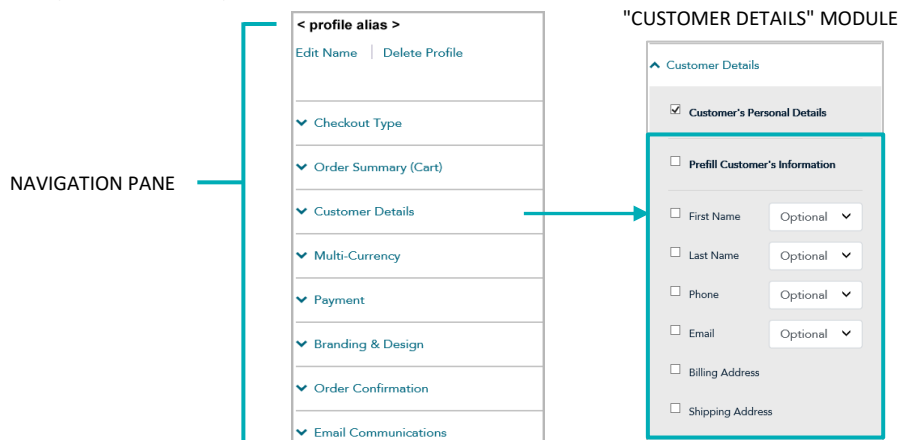 NAVIGATION PANE
< profile alias >
Edit Name | Delete Profile
Checkout Type
Order Summary (Cart)
Customer Details
Multi-Currency
Payment
Branding & Design
Order Confirmation
Email Communications
"CUSTOMER DETAILS" MODULE
Customer Details
Customer's Personal Details
Prefill Customer's Information
First Name Optional
Last Name Optional
Phone Optional
Email Optional
Billing Address
Shipping Address